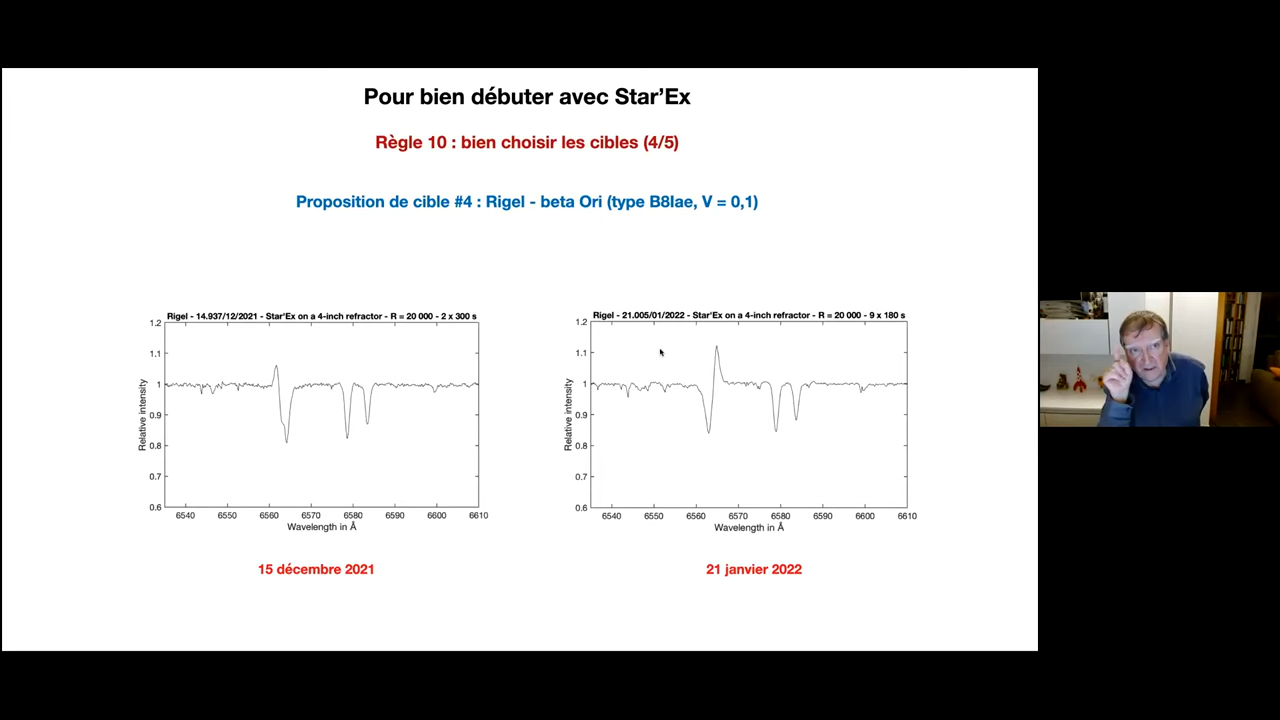 Pour bien débuter avec Star'Ex
Règle 10 : bien choisir les cibles (4/5)
Proposition de cible #4 : Rigel - beta Ori (type B8Iae, V = 0,1)
Rigel - 14.937/12/2021 - Star'Ex on a 4-inch refractor - R = 20 000 - 2 x 300 s
1.2
1.1
1
0.9
0.8
0.7
0.6
Relative intensity
6540 6550 6560 6570 6580 6590 6600 6610
Wavelength in Å
15 décembre 2021
Rigel - 21.005/01/2022 - Star'Ex on a 4-inch refractor - R = 20 000 - 9 x 180 s
1.2
1.1
1
0.9
0.8
0.7
0.6
Relative intensity
6540 6550 6560 6570 6580 6590 6600 6610
Wavelength in Å
21 janvier 2022